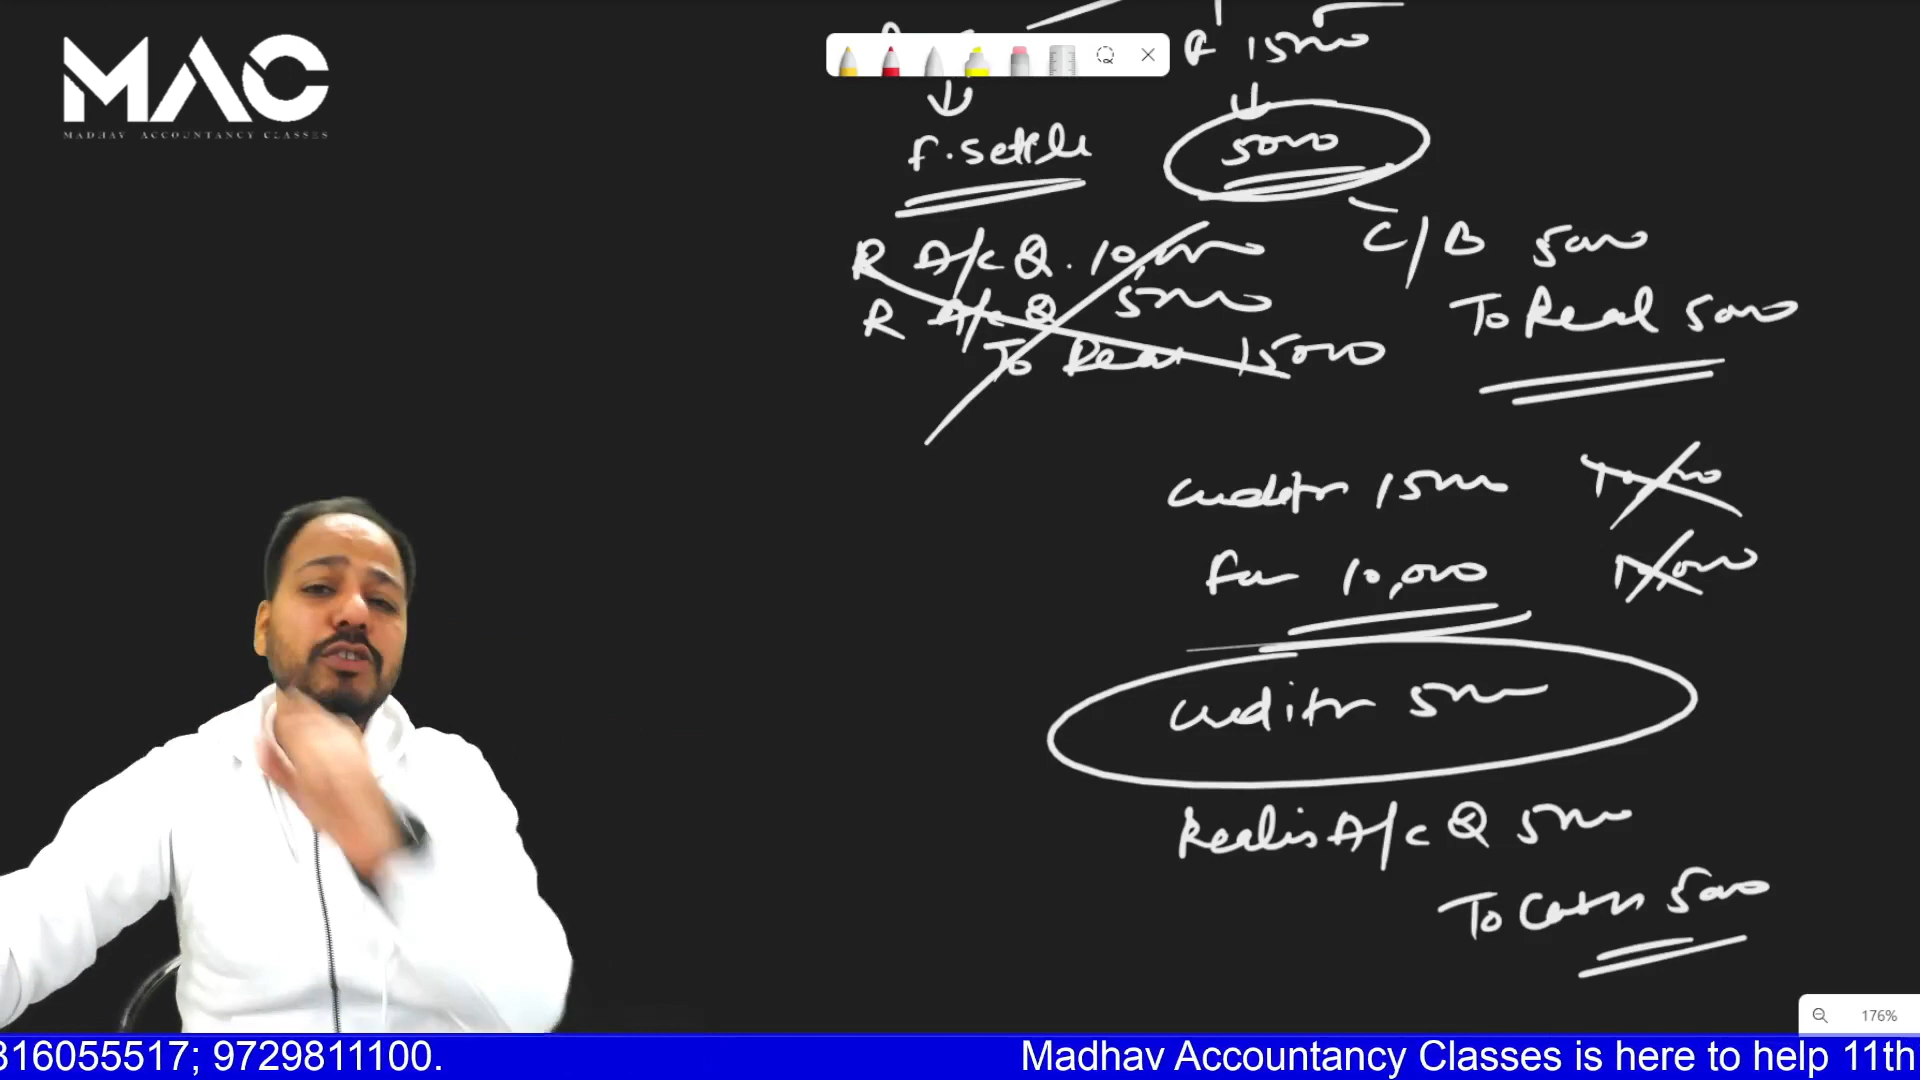 MAC
MADHAV ACCOUNTANCY CLASSES
15000
f. settle
5000
R A/c Q. 10,000
R A/c Q 5000
To Real 15000
C/B 5000
To Real 5000
creditor 15000
fur 10,000
creditor 5000
Realis A/c Q 5000
To Cash 5000
176%
316055517; 9729811100.
Madhav Accountancy Classes is here to help 11th